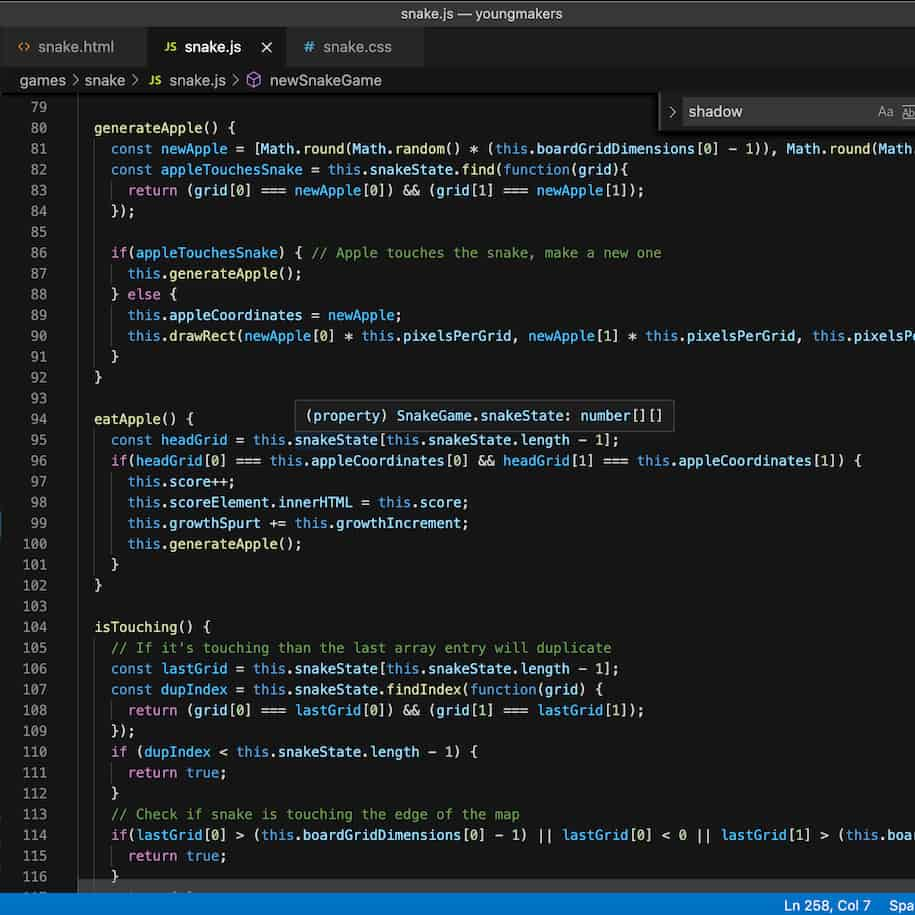 snake.js — youngmakers
<> snake.html JS snake.js × # snake.css
games > snake > JS snake.js > newSnakeGame
> shadow Aa Ab
79
80 generateApple() {
81 const newApple = [Math.round(Math.random() * (this.boardGridDimensions[0] - 1)), Math.round(Math.
82 const appleTouchesSnake = this.snakeState.find(function(grid){
83 return (grid[0] === newApple[0]) && (grid[1] === newApple[1]);
84 });
85
86 if(appleTouchesSnake) { // Apple touches the snake, make a new one
87 this.generateApple();
88 } else {
89 this.appleCoordinates = newApple;
90 this.drawRect(newApple[0] * this.pixelsPerGrid, newApple[1] * this.pixelsPerGrid, this.pixelsPe
91 }
92 }
93
(property) SnakeGame.snakeState: number[][]
94 eatApple() {
95 const headGrid = this.snakeState[this.snakeState.length - 1];
96 if(headGrid[0] === this.appleCoordinates[0] && headGrid[1] === this.appleCoordinates[1]) {
97 this.score++;
98 this.scoreElement.innerHTML = this.score;
99 this.growthSpurt += this.growthIncrement;
100 this.generateApple();
101 }
102 }
103
104 isTouching() {
105 // If it's touching than the last array entry will duplicate
106 const lastGrid = this.snakeState[this.snakeState.length - 1];
107 const dupIndex = this.snakeState.findIndex(function(grid) {
108 return (grid[0] === lastGrid[0]) && (grid[1] === lastGrid[1]);
109 });
110 if (dupIndex < this.snakeState.length - 1) {
111 return true;
112 }
113 // Check if snake is touching the edge of the map
114 if(lastGrid[0] > (this.boardGridDimensions[0] - 1) || lastGrid[0] < 0 || lastGrid[1] > (this.boa
115 return true;
116 }
Ln 258, Col 7 Spa